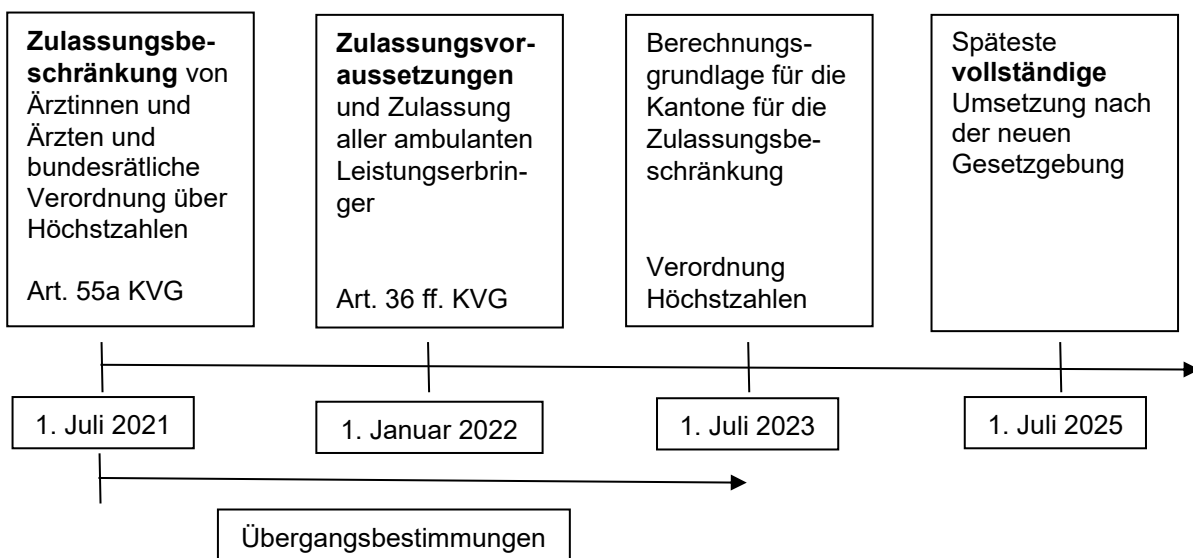 Zulassungsbe-
schränkung von
Ärztinnen und
Ärzten und
bundesrätliche
Verordnung über
Höchstzahlen
Art. 55a KVG
Zulassungsvor-
aussetzungen
und Zulassung
aller ambulanten
Leistungserbrin-
ger
Art. 36 ff. KVG
Berechnungs-
grundlage für die
Kantone für die
Zulassungsbe-
schränkung
Verordnung
Höchstzahlen
Späteste
vollständige
Umsetzung nach
der neuen
Gesetzgebung
1. Juli 2021
1. Januar 2022
1. Juli 2023
1. Juli 2025
Übergangsbestimmungen